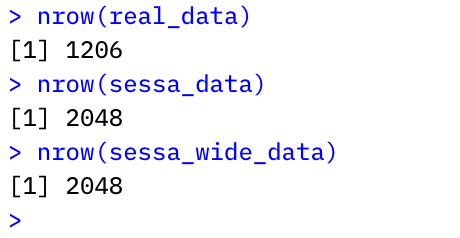 > nrow(real_data)
[1] 1206
> nrow(sessa_data)
[1] 2048
> nrow(sessa_wide_data)
[1] 2048
>